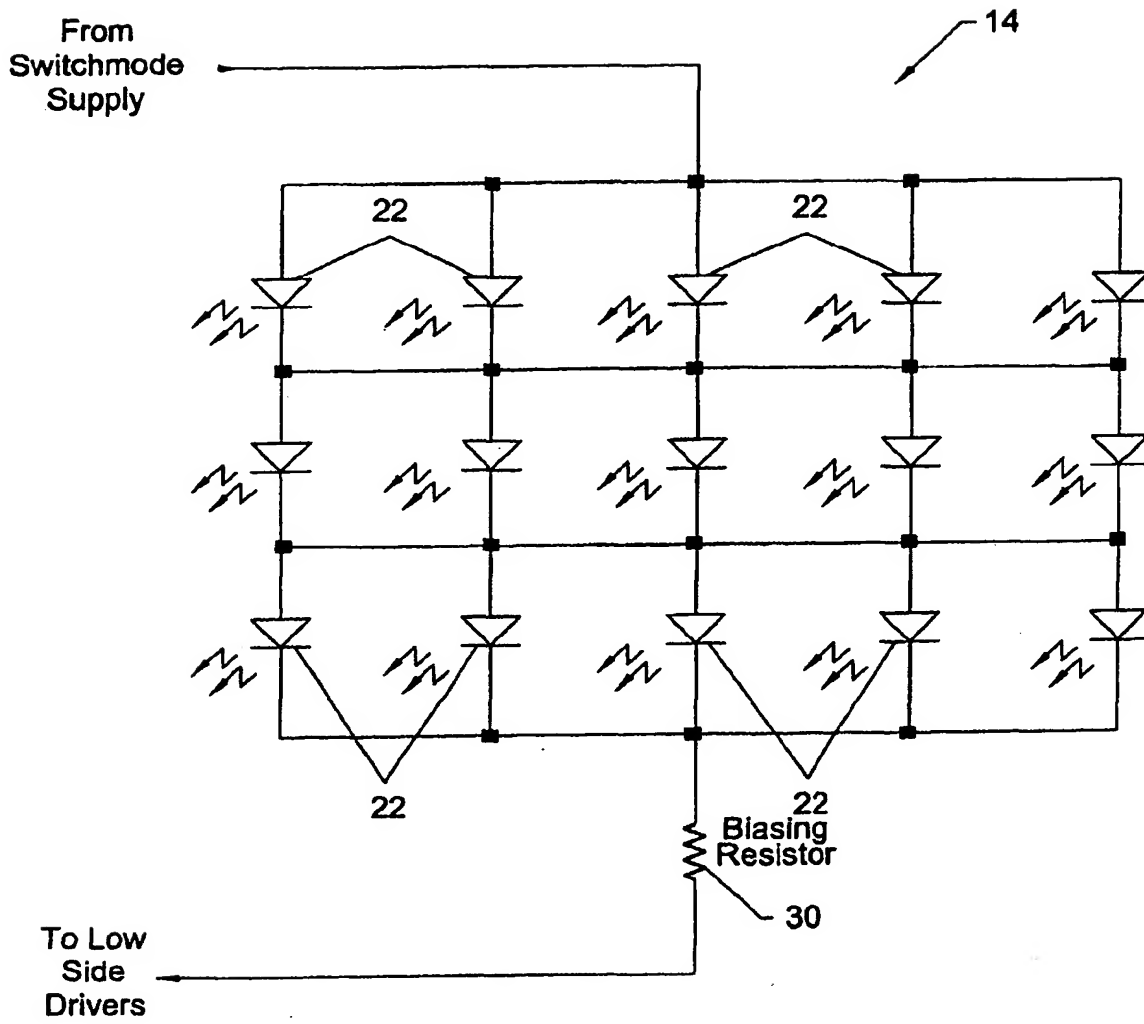 From
Switchmode
Supply
14
22
22
22
22
Biasing
Resistor
30
To Low
Side
Drivers